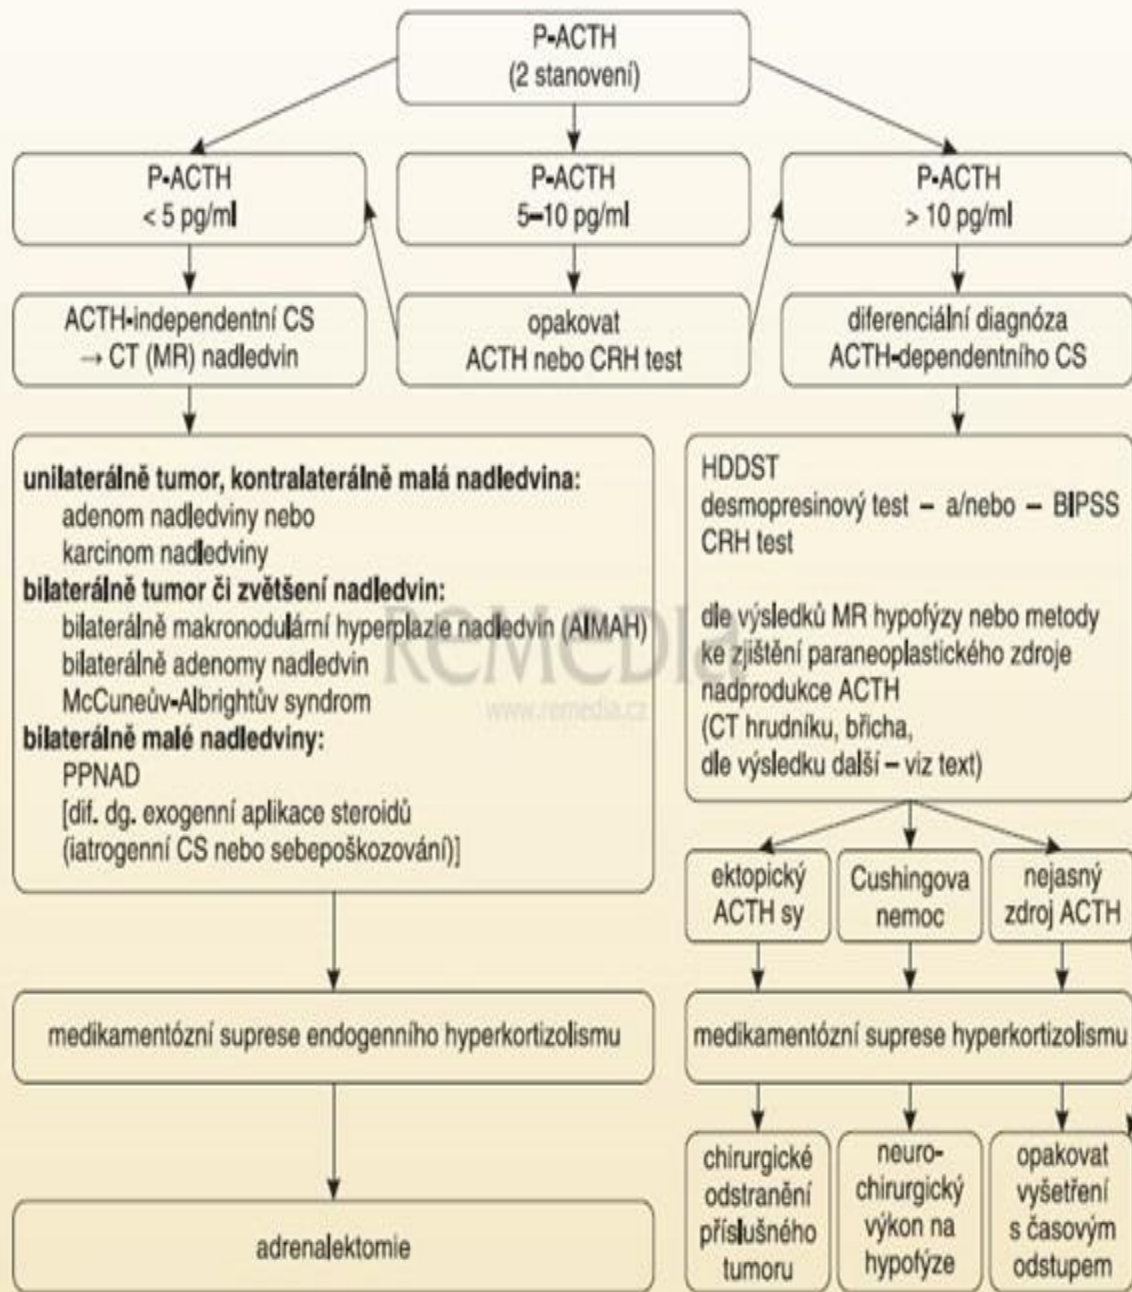 P-ACTH
(2 stanovení)
P-ACTH
< 5 pg/ml
P-ACTH
5–10 pg/ml
P-ACTH
> 10 pg/ml
ACTH-independentní CS
→ CT (MR) nadledvin
opakovat
ACTH nebo CRH test
diferenciální diagnóza
ACTH-dependentního CS
unilaterálně tumor, kontralaterálně malá nadledvina:
adenom nadledviny nebo
karcinom nadledviny
bilaterálně tumor či zvětšení nadledvin:
bilaterálně makronodulární hyperplazie nadledvin (AIMAH)
bilaterálně adenomy nadledvin
McCuneův-Albrightův syndrom
bilaterálně malé nadledviny:
PPNAD
[dif. dg. exogenní aplikace steroidů
(iatrogenní CS nebo sebepoškozování)]
HDDST
desmopresinový test – a/nebo – BIPSS
CRH test
dle výsledků MR hypofýzy nebo metody
ke zjištění paraneoplastického zdroje
nadprodukce ACTH
(CT hrudníku, břicha,
dle výsledku další – viz text)
remedia
www.remedia.cz
ektopický
ACTH sy
Cushingova
nemoc
nejasný
zdroj ACTH
medikamentózní suprese endogenního hyperkortizolismu
medikamentózní suprese hyperkortizolismu
adrenalektomie
chirurgické
odstranění
příslušného
tumoru
neuro-
chirurgický
výkon na
hypofýze
opakovat
vyšetření
s časovým
odstupem